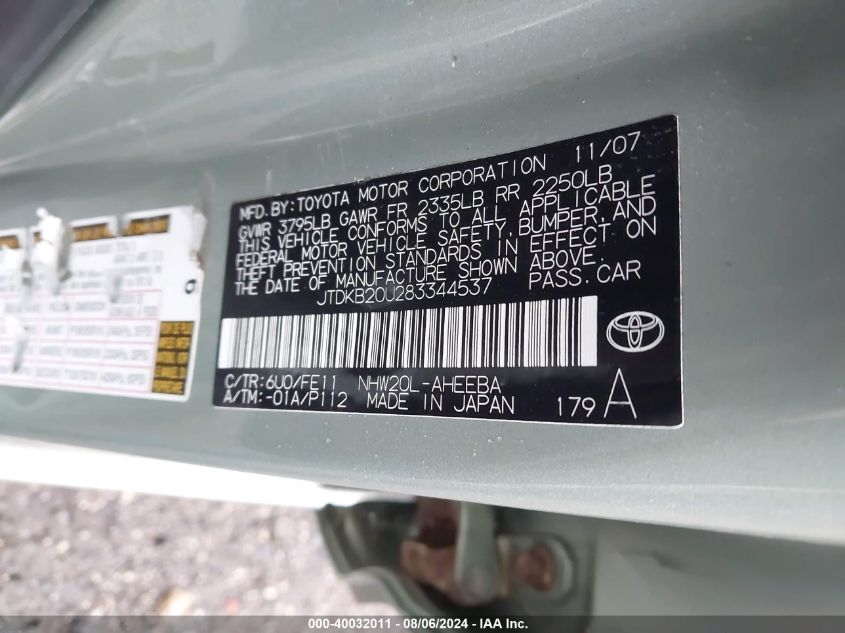 MFD.BY:TOYOTA MOTOR CORPORATION 11/07
GVWR 3795LB GAWR FR 2335LB RR 2250LB
THIS VEHICLE CONFORMS TO ALL APPLICABLE
FEDERAL MOTOR VEHICLE SAFETY,BUMPER,AND
THEFT PREVENTION STANDARDS IN EFFECT ON
THE DATE OF MANUFACTURE SHOWN ABOVE.
JTDKB20U283344537 PASS.CAR
C/TR:6U0/FE11 NHW20L-AHEEBA
A/TM:-01A/P112 MADE IN JAPAN 179 A
000-40032011 - 08/06/2024 - IAA Inc.